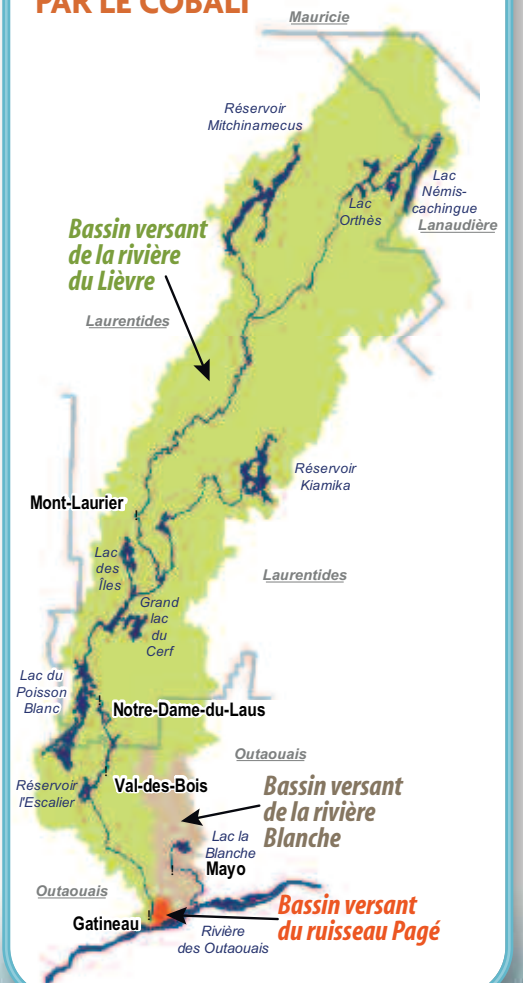 PAR LE COBALI
Mauricie
Réservoir
Mitchinamecus
Lac
Némis-
cachingue
Lac
Orthès
Lanaudière
Bassin versant
de la rivière
du Lièvre
Laurentides
Réservoir
Kiamika
Mont-Laurier
Lac
des
Îles
Laurentides
Grand
lac
du
Cerf
Lac du
Poisson
Blanc
Notre-Dame-du-Laus
Outaouais
Réservoir
l'Escalier
Val-des-Bois
Bassin versant
de la rivière
Blanche
Lac la
Blanche
Mayo
Outaouais
Bassin versant
du ruisseau Pagé
Gatineau
Rivière
des Outaouais